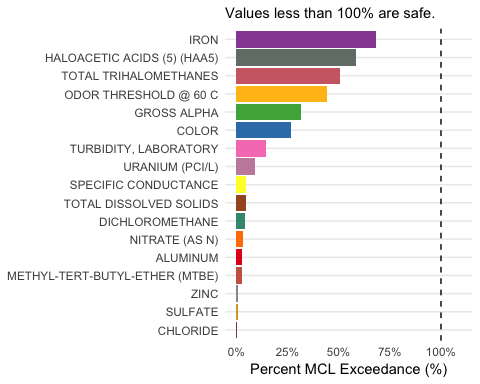 Values less than 100% are safe.
IRON
HALOACETIC ACIDS (5) (HAA5)
TOTAL TRIHALOMETHANES
ODOR THRESHOLD @ 60 C
GROSS ALPHA
COLOR
TURBIDITY, LABORATORY
URANIUM (PCI/L)
SPECIFIC CONDUCTANCE
TOTAL DISSOLVED SOLIDS
DICHLOROMETHANE
NITRATE (AS N)
ALUMINUM
METHYL-TERT-BUTYL-ETHER (MTBE)
ZINC
SULFATE
CHLORIDE
0% 25% 50% 75% 100%
Percent MCL Exceedance (%)